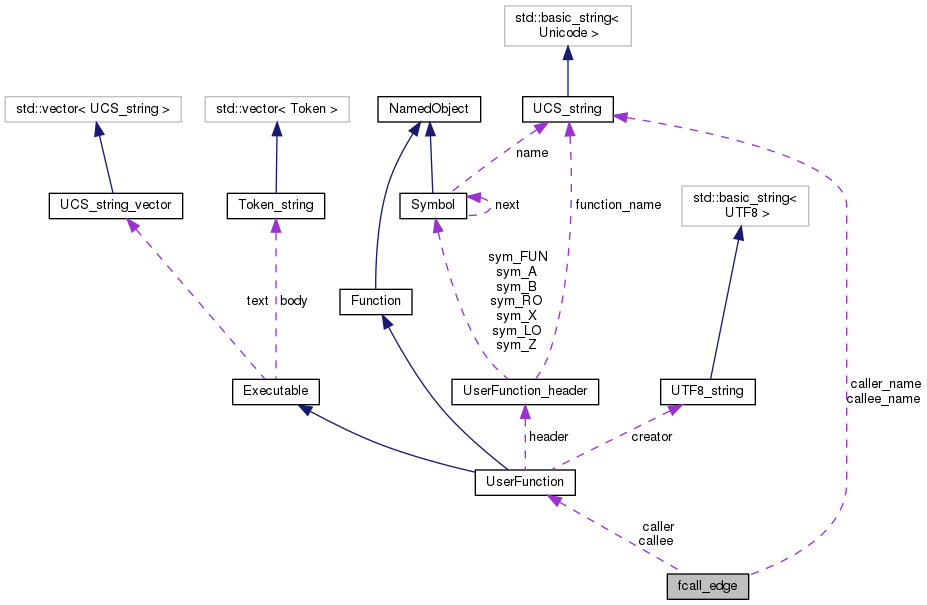 std::basic_string<
Unicode >
std::vector< UCS_string >
std::vector< Token >
NamedObject
UCS_string
name
UCS_string_vector
Token_string
Symbol
next
function_name
std::basic_string<
UTF8 >
sym_FUN
sym_A
sym_B
sym_RO
sym_X
sym_LO
sym_Z
text
body
Function
Executable
UserFunction_header
UTF8_string
caller_name
callee_name
header
creator
UserFunction
caller
callee
fcall_edge